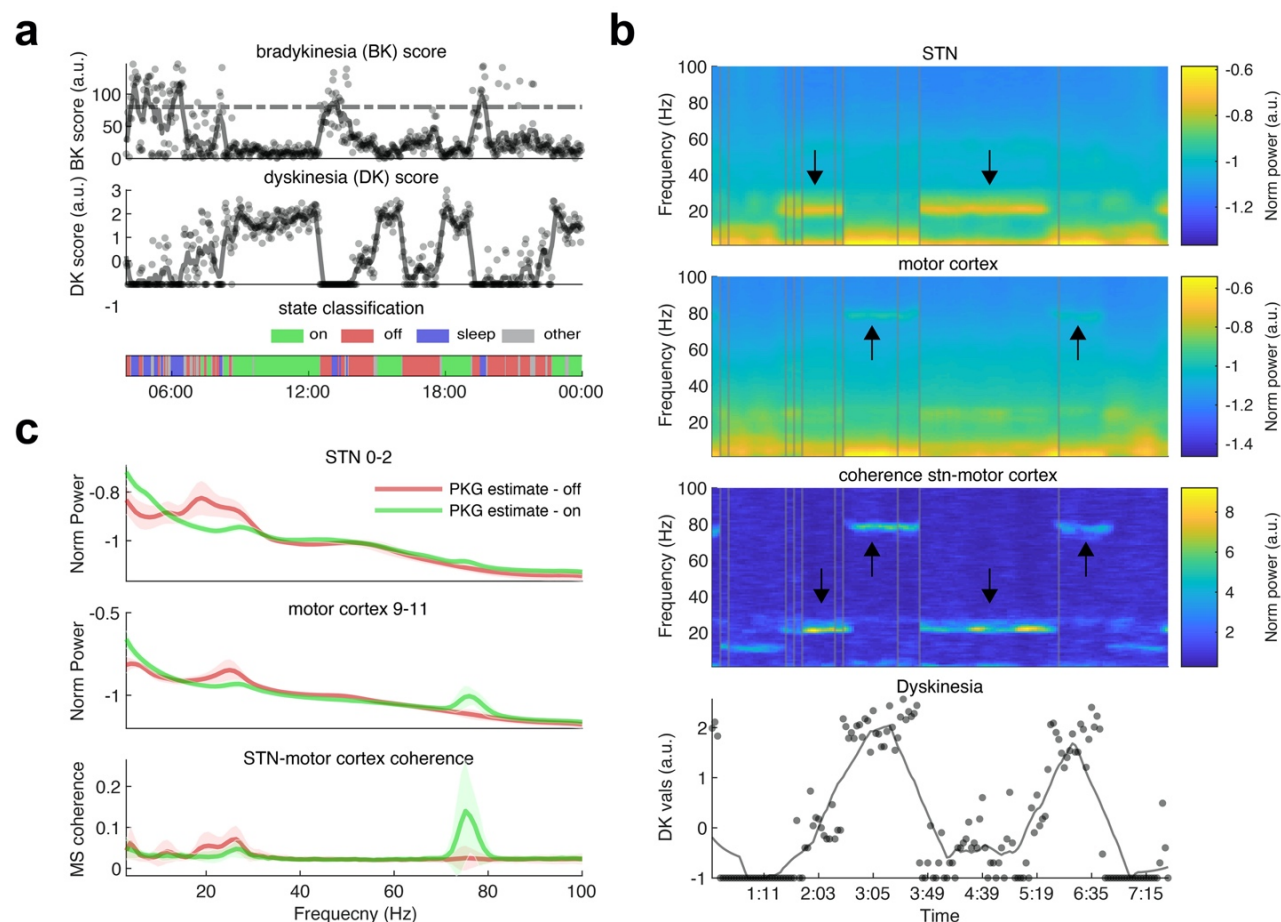 a
bradykinesia (BK) score
BK score (a.u.)
100
50
0
dyskinesia (DK) score
DK score (a.u.)
3
2
1
0
-1
state classification
on off sleep other
06:00 12:00 18:00 00:00
b
STN
Frequency (Hz)
100
80
60
40
20
Norm power (a.u.)
-0.6
-0.8
-1
-1.2
motor cortex
Frequency (Hz)
100
80
60
40
20
Norm power (a.u.)
-0.6
-0.8
-1
-1.2
-1.4
coherence stn-motor cortex
Frequency (Hz)
100
80
60
40
20
Norm power (a.u.)
8
6
4
2
Dyskinesia
DK vals (a.u.)
2
1
0
-1
1:11 2:03 3:05 3:49 4:39 5:19 6:35 7:15
Time
c
STN 0-2
Norm Power
-0.8
-1
PKG estimate - off
PKG estimate - on
motor cortex 9-11
Norm Power
-0.5
-1
STN-motor cortex coherence
MS coherence
0.2
0.1
0
20 40 60 80 100
Frequecny (Hz)